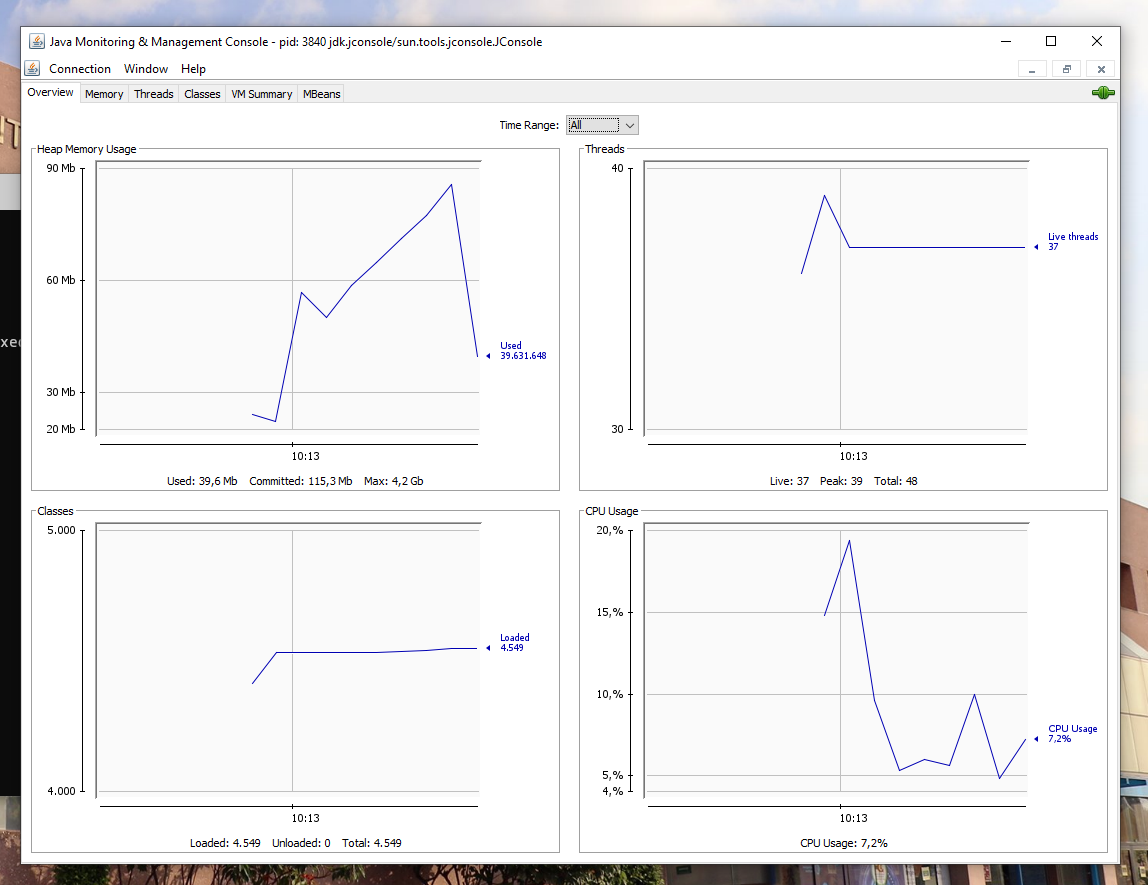 Java Monitoring & Management Console - pid: 3840 jdk.jconsole/sun.tools.jconsole.JConsole
Connection Window Help
Overview Memory Threads Classes VM Summary MBeans
Time Range: All
Heap Memory Usage
90 Mb
60 Mb
30 Mb
20 Mb
Used
39.631.648
10:13
Used: 39,6 Mb Committed: 115,3 Mb Max: 4,2 Gb
Threads
40
30
Live threads
37
10:13
Live: 37 Peak: 39 Total: 48
Classes
5.000
4.000
Loaded
4.549
10:13
Loaded: 4.549 Unloaded: 0 Total: 4.549
CPU Usage
20,%
15,%
10,%
5,%
4,%
CPU Usage
7,2%
10:13
CPU Usage: 7,2%